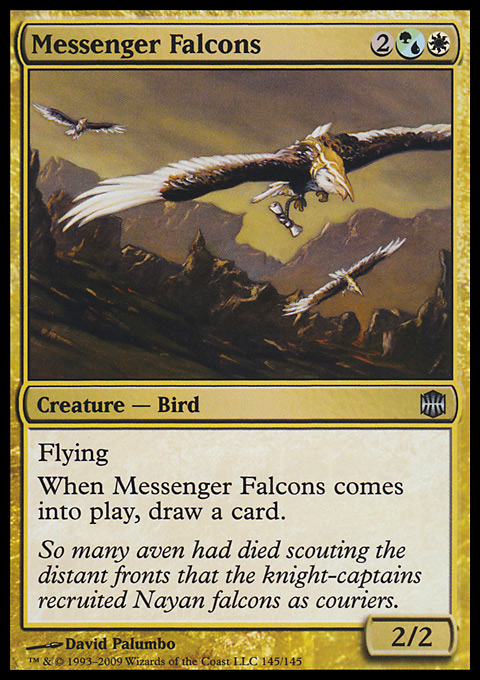 Messenger Falcons 2
Creature — Bird
Flying
When Messenger Falcons comes
into play, draw a card.
So many aven had died scouting the
distant fronts that the knight-captains
recruited Nayan falcons as couriers.
David Palumbo
2/2
™ & © 1993–2009 Wizards of the Coast LLC 145/145